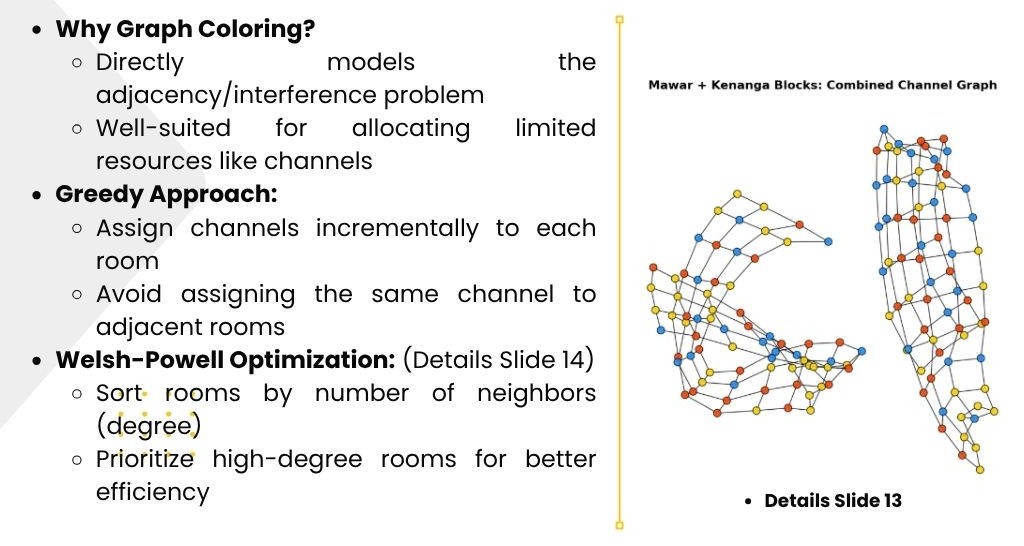 • Why Graph Coloring?
○ Directly models the
adjacency/interference problem
○ Well-suited for allocating limited
resources like channels
• Greedy Approach:
○ Assign channels incrementally to each
room
○ Avoid assigning the same channel to
adjacent rooms
• Welsh-Powell Optimization: (Details Slide 14)
○ Sort rooms by number of neighbors
(degree)
○ Prioritize high-degree rooms for better
efficiency
Mawar + Kenanga Blocks: Combined Channel Graph
• Details Slide 13